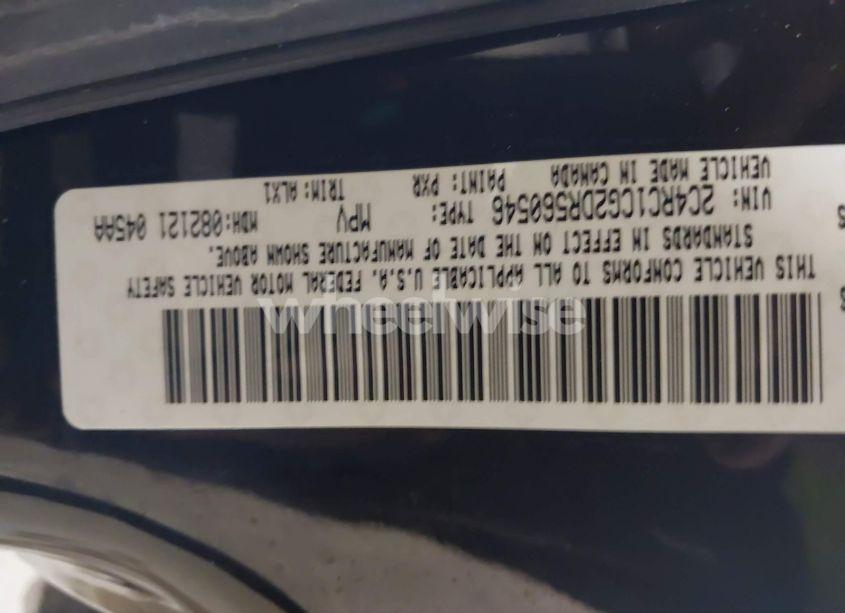 THIS VEHICLE CONFORMS TO ALL APPLICABLE U.S.A. FEDERAL MOTOR VEHICLE SAFETY
STANDARDS IN EFFECT ON THE DATE OF MANUFACTURE SHOWN ABOVE.
VIN: 2C4RC1CG2DR560546 TYPE: MPV MDH: 082121 045AA
VEHICLE MADE IN CANADA PAINT: PXR TRIM: ALX1
wheelwise